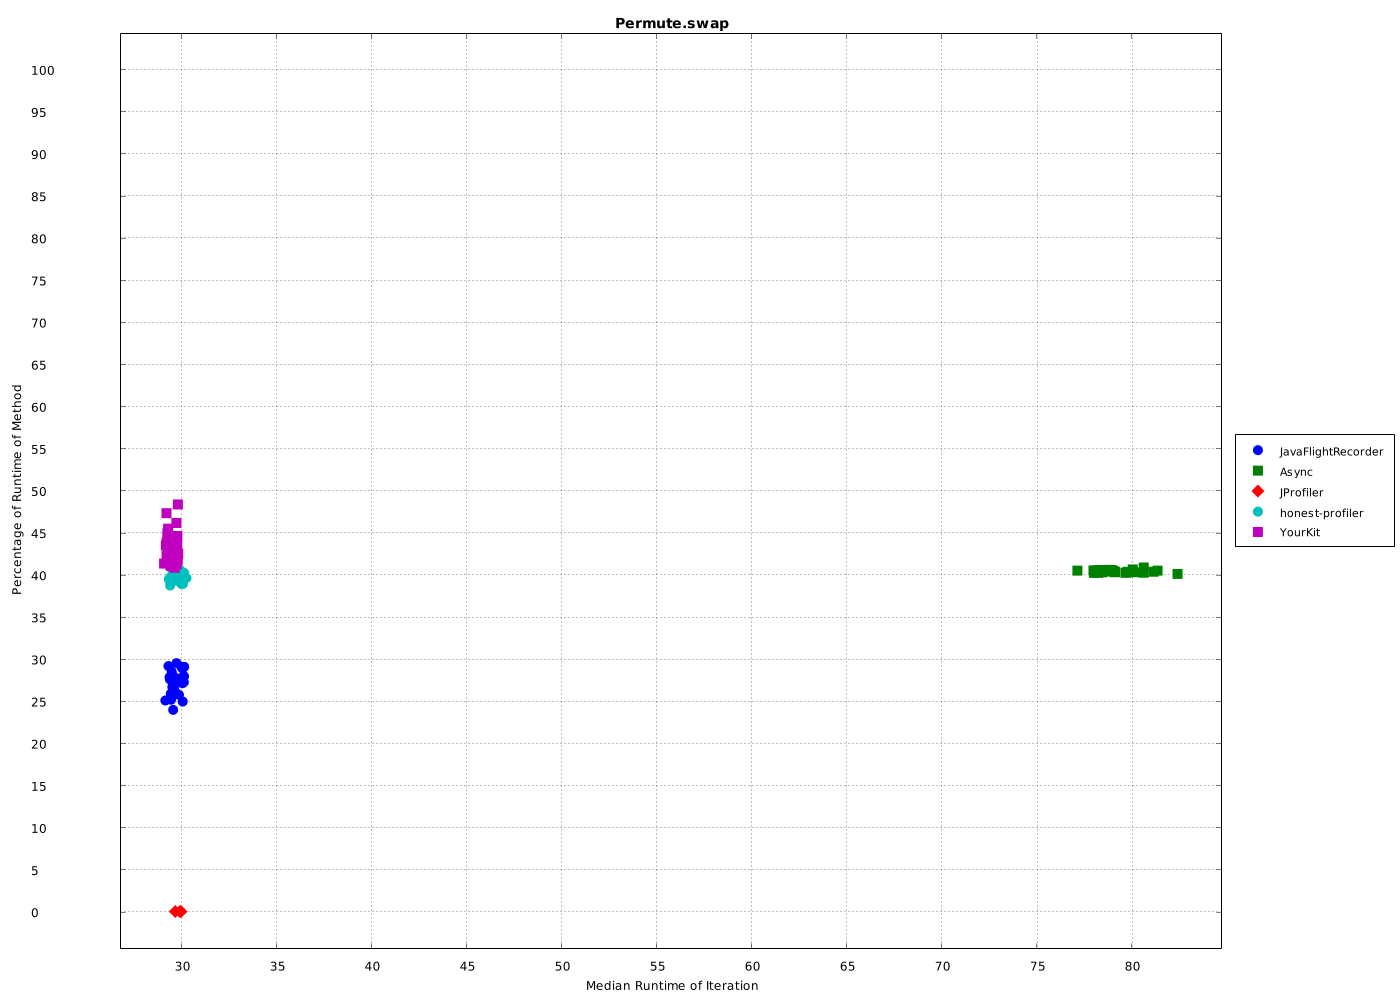 Permute.swap
100
95
90
85
80
75
70
65
60
55
50
45
40
35
30
25
20
15
10
5
0
Percentage of Runtime of Method
30 35 40 45 50 55 60 65 70 75 80
Median Runtime of Iteration
JavaFlightRecorder
Async
JProfiler
honest-profiler
YourKit